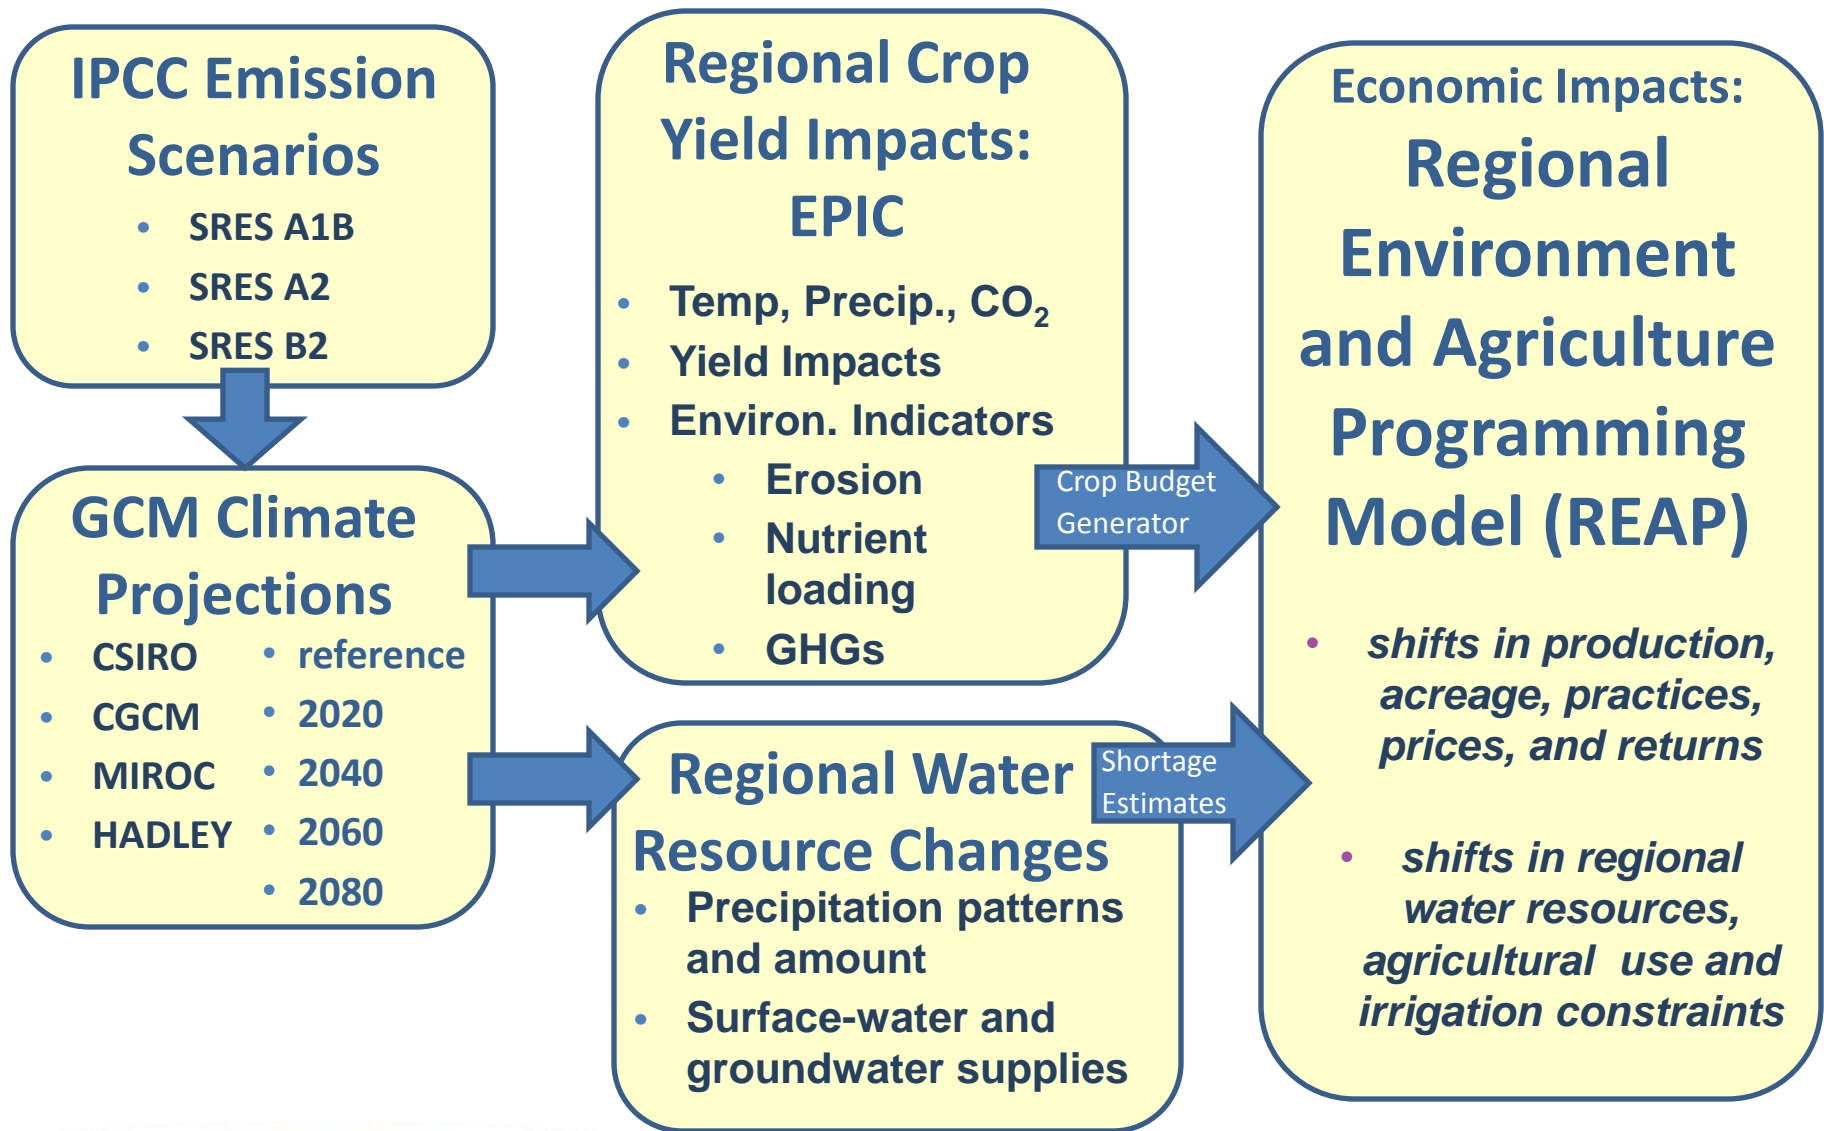 IPCC Emission
Scenarios
• SRES A1B
• SRES A2
• SRES B2
GCM Climate
Projections
• CSIRO
• CGCM
• MIROC
• HADLEY
• reference
• 2020
• 2040
• 2060
• 2080
Regional Crop
Yield Impacts:
EPIC
• Temp, Precip., CO₂
• Yield Impacts
• Environ. Indicators
• Erosion
• Nutrient
loading
• GHGs
Crop Budget
Generator
Regional Water
Resource Changes
• Precipitation patterns
and amount
• Surface-water and
groundwater supplies
Shortage
Estimates
Economic Impacts:
Regional
Environment
and Agriculture
Programming
Model (REAP)
• shifts in production,
acreage, practices,
prices, and returns
• shifts in regional
water resources,
agricultural use and
irrigation constraints